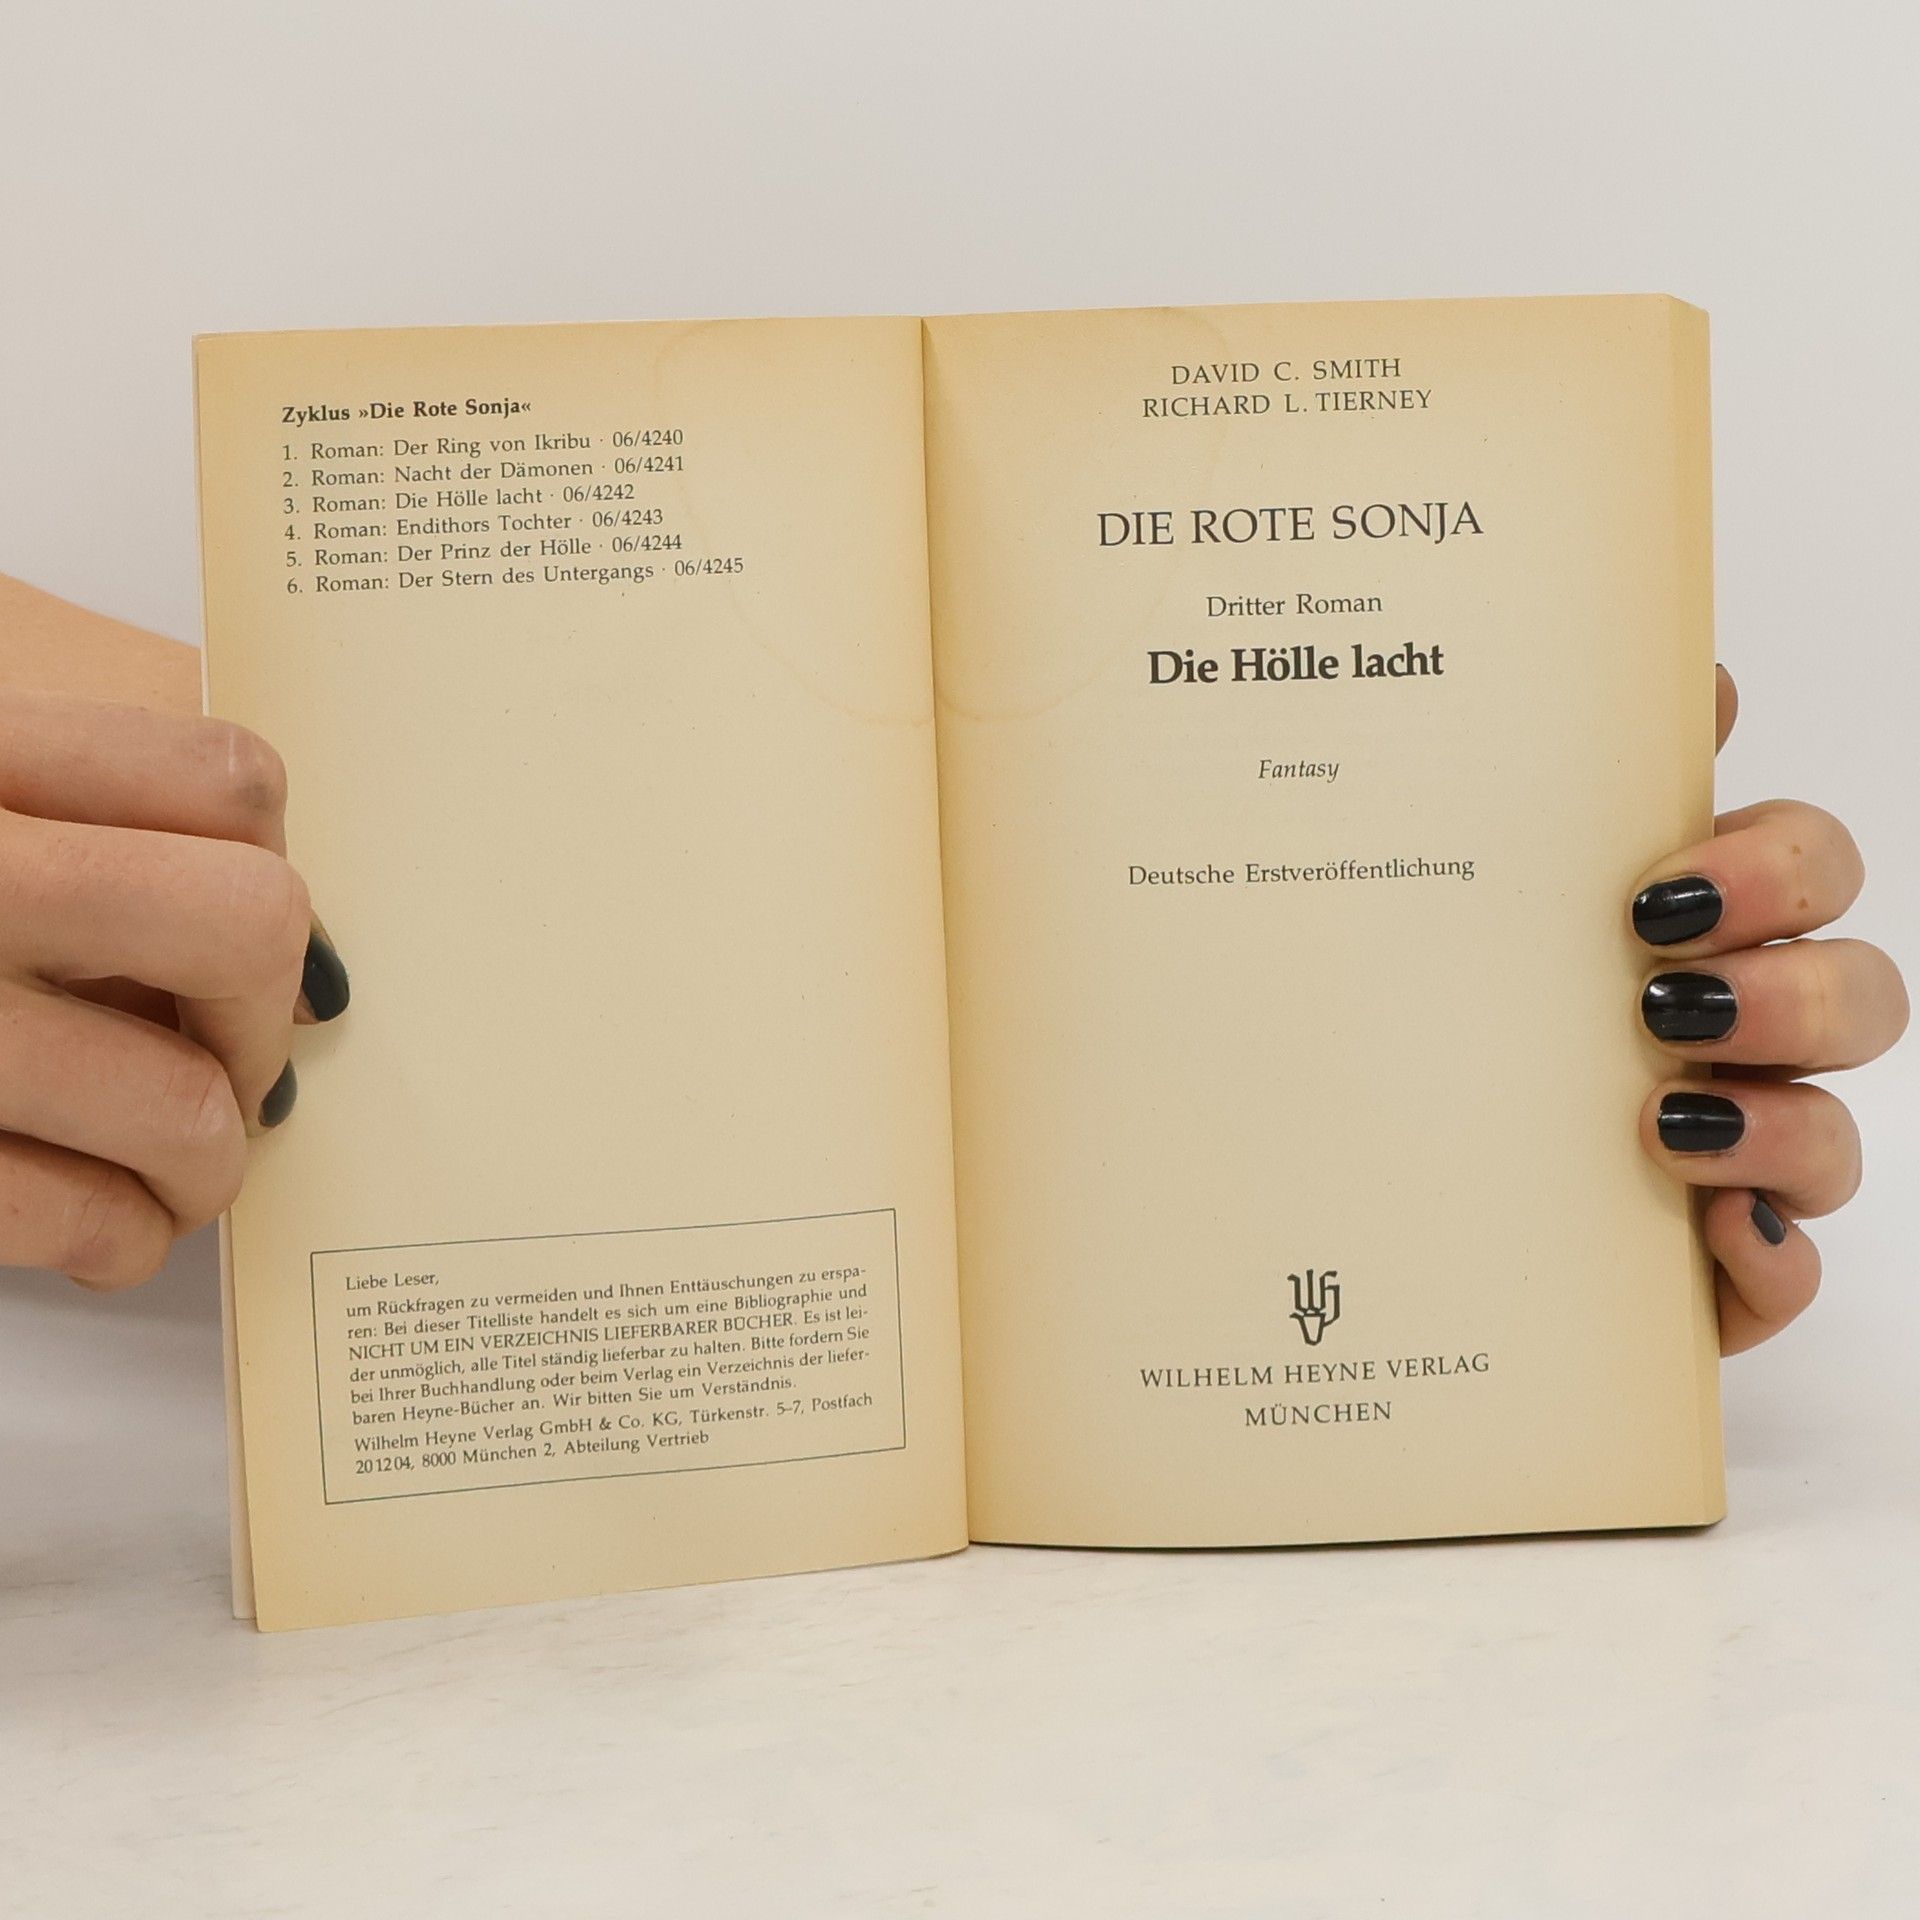 Zyklus »Die Rote Sonja«
1. Roman: Der Ring von Ikribu · 06/4240
2. Roman: Nacht der Dämonen · 06/4241
3. Roman: Die Hölle lacht · 06/4242
4. Roman: Endithors Tochter · 06/4243
5. Roman: Der Prinz der Hölle · 06/4244
6. Roman: Der Stern des Untergangs · 06/4245
Liebe Leser,
um Rückfragen zu vermeiden und Ihnen Enttäuschungen zu erspa-
ren: Bei dieser Titelliste handelt es sich um eine Bibliographie und
NICHT UM EIN VERZEICHNIS LIEFERBARER BÜCHER. Es ist lei-
der unmöglich, alle Titel ständig lieferbar zu halten. Bitte fordern Sie
bei Ihrer Buchhandlung oder beim Verlag ein Verzeichnis der liefer-
baren Heyne-Bücher an. Wir bitten Sie um Verständnis.
Wilhelm Heyne Verlag GmbH & Co. KG, Türkenstr. 5–7, Postfach
20 12 04, 8000 München 2, Abteilung Vertrieb
DAVID C. SMITH
RICHARD L. TIERNEY
DIE ROTE SONJA
Dritter Roman
Die Hölle lacht
Fantasy
Deutsche Erstveröffentlichung
WILHELM HEYNE VERLAG
MÜNCHEN